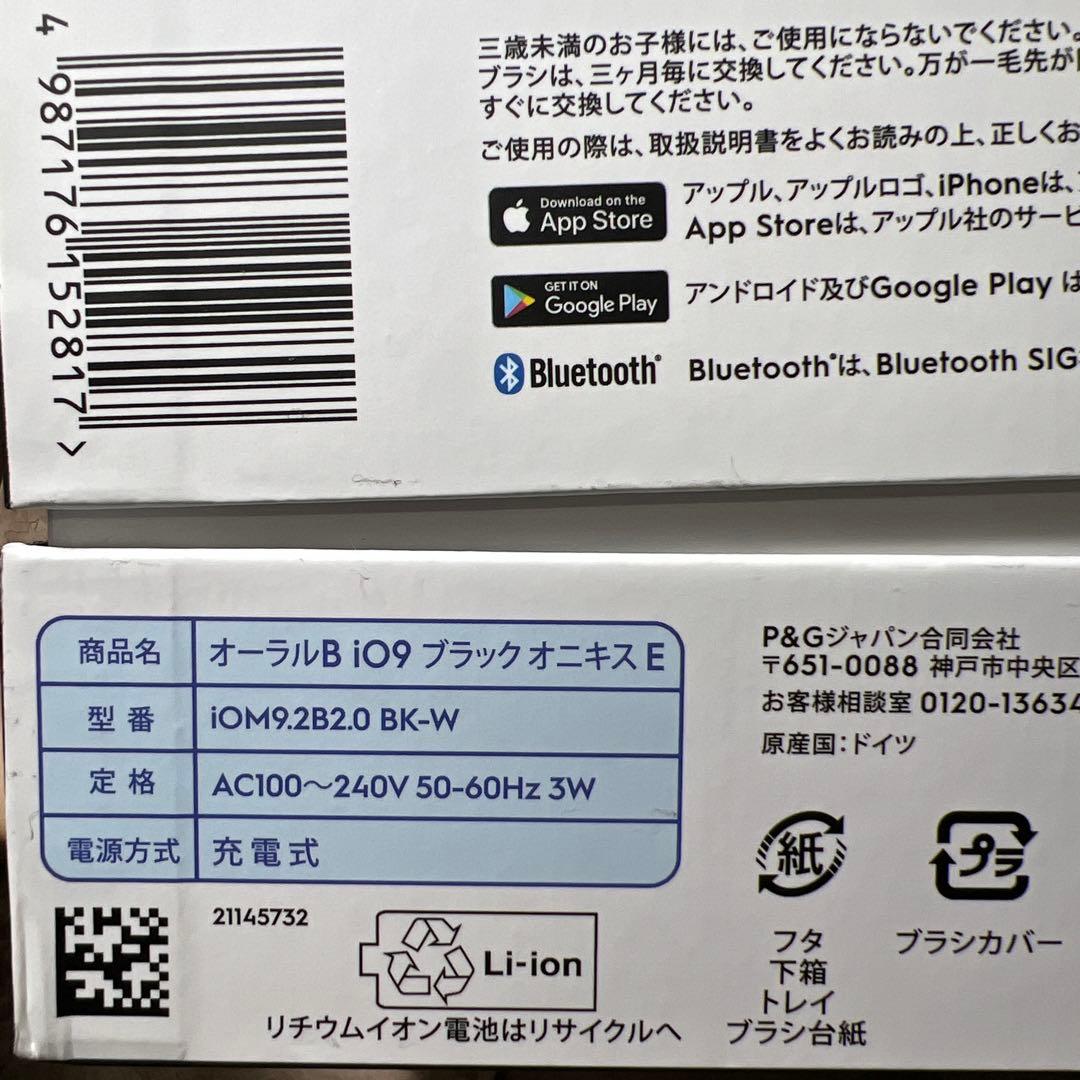 4 987176 152817 >
三歳未満のお子様には、ご使用にならないでください。
ブラシは、三ヶ月毎に交換してください。万が一毛先が
すぐに交換してください。
ご使用の際は、取扱説明書をよくお読みの上、正しくお
Download on the
App Store
アップル、アップルロゴ、iPhoneは、
App Storeは、アップル社のサービ
GET IT ON
Google Play
アンドロイド及びGoogle Play は
Bluetooth®
Bluetooth®は、Bluetooth SIG
商品名 オーラルB iO9 ブラック オニキス E
型番 iOM9.2B2.0 BK-W
定格 AC100〜240V 50-60Hz 3W
電源方式 充電式
P&Gジャパン合同会社
〒651-0088 神戸市中央区
お客様相談室 0120-13634
原産国：ドイツ
21145732
Li-ion
リチウムイオン電池はリサイクルへ
紙
フタ
下箱
トレイ
ブラシ台紙
プラ
ブラシカバー